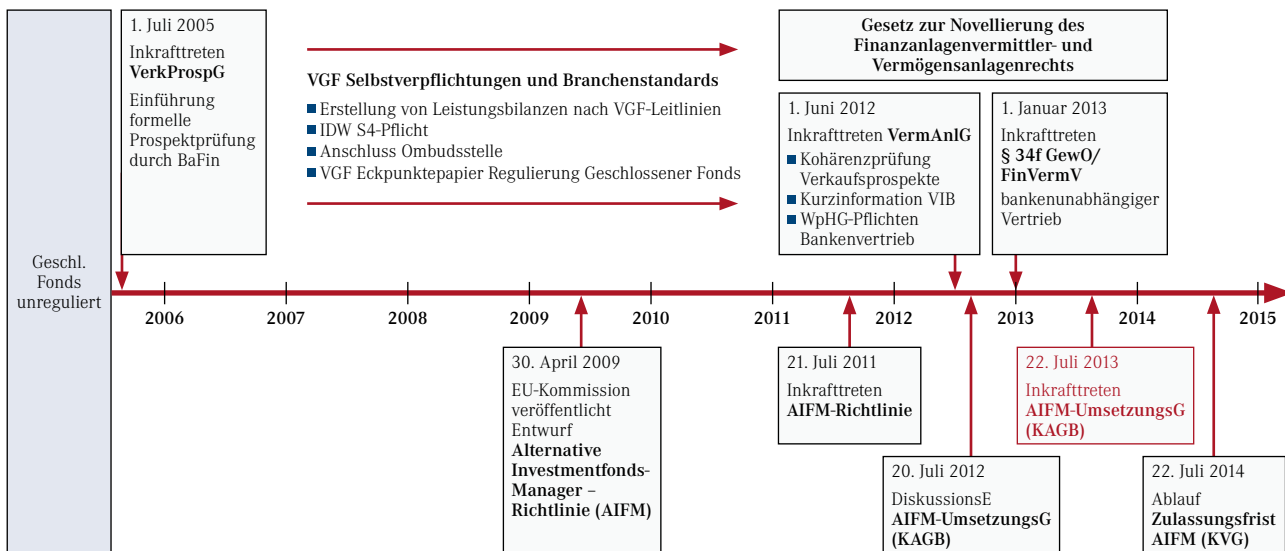 Geschl.
Fonds
unreguliert
1. Juli 2005
Inkrafttreten
VerkProspG
Einführung
formelle
Prospektprüfung
durch BaFin
VGF Selbstverpflichtungen und Branchenstandards
Erstellung von Leistungsbilanzen nach VGF-Leitlinien
IDW S4-Pflicht
Anschluss Ombudsstelle
VGF Eckpunktepapier Regulierung Geschlossener Fonds
Gesetz zur Novellierung des
Finanzanlagenvermittler- und
Vermögensanlagenrechts
1. Juni 2012
Inkrafttreten VermAnlG
Kohärenzprüfung
Verkaufsprospekte
Kurzinformation VIB
WpHG-Pflichten
Bankenvertrieb
1. Januar 2013
Inkrafttreten
§ 34f GewO/
FinVermV
bankenunabhängiger
Vertrieb
2006 2007 2008 2009 2010 2011 2012 2013 2014 2015
30. April 2009
EU-Kommission
veröffentlicht
Entwurf
Alternative
Investmentfonds-
Manager –
Richtlinie (AIFM)
21. Juli 2011
Inkrafttreten
AIFM-Richtlinie
20. Juli 2012
DiskussionsE
AIFM-UmsetzungsG
(KAGB)
22. Juli 2013
Inkrafttreten
AIFM-UmsetzungsG
(KAGB)
22. Juli 2014
Ablauf
Zulassungsfrist
AIFM (KVG)